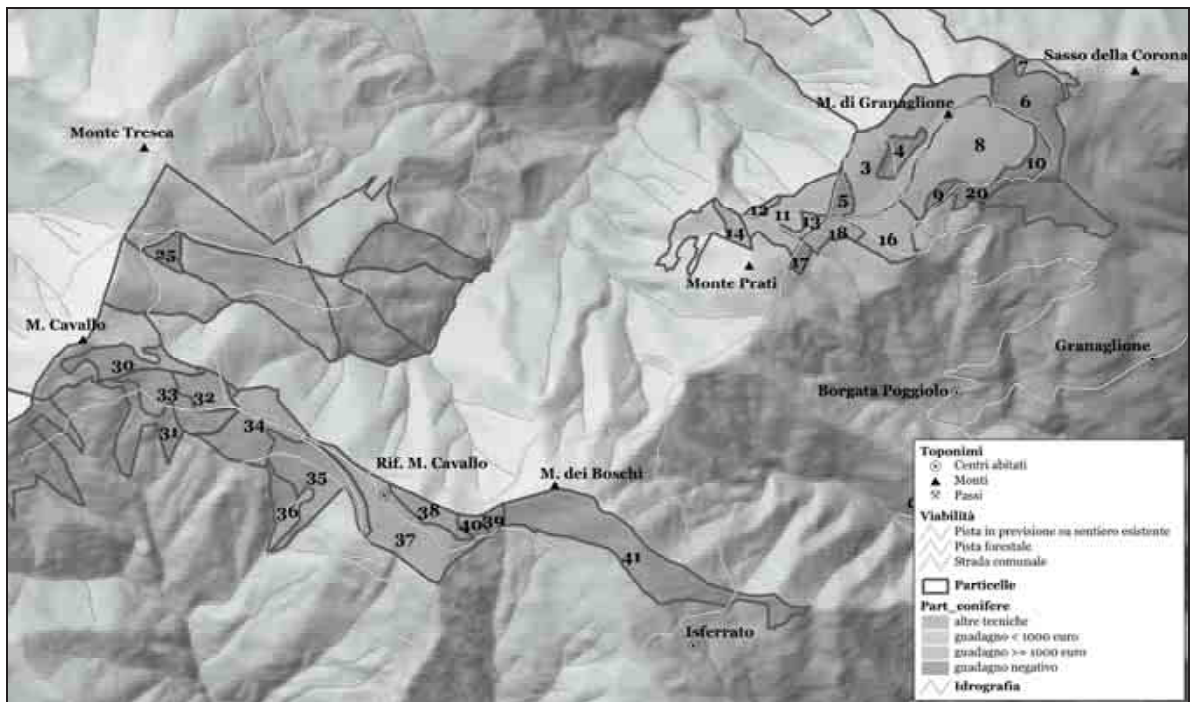 Sasso della Corona
7
M. di Granaglione
6
Monte Tresca
4
8
3
10
5
9
20
12
11
13
14
18
16
25
17
Monte Prati
M. Cavallo
Granaglione
30
Borgata Poggiolo
33
32
31
34
Rif. M. Cavallo
M. dei Boschi
35
36
38
40
39
37
41
Isferrato
Toponimi
Centri abitati
Monti
Passi
Viabilità
Pista in previsione su sentiero esistente
Pista forestale
Strada comunale
Particelle
Part_conifere
altre tecniche
guadagno < 1000 euro
guadagno >= 1000 euro
guadagno negativo
Idrografia